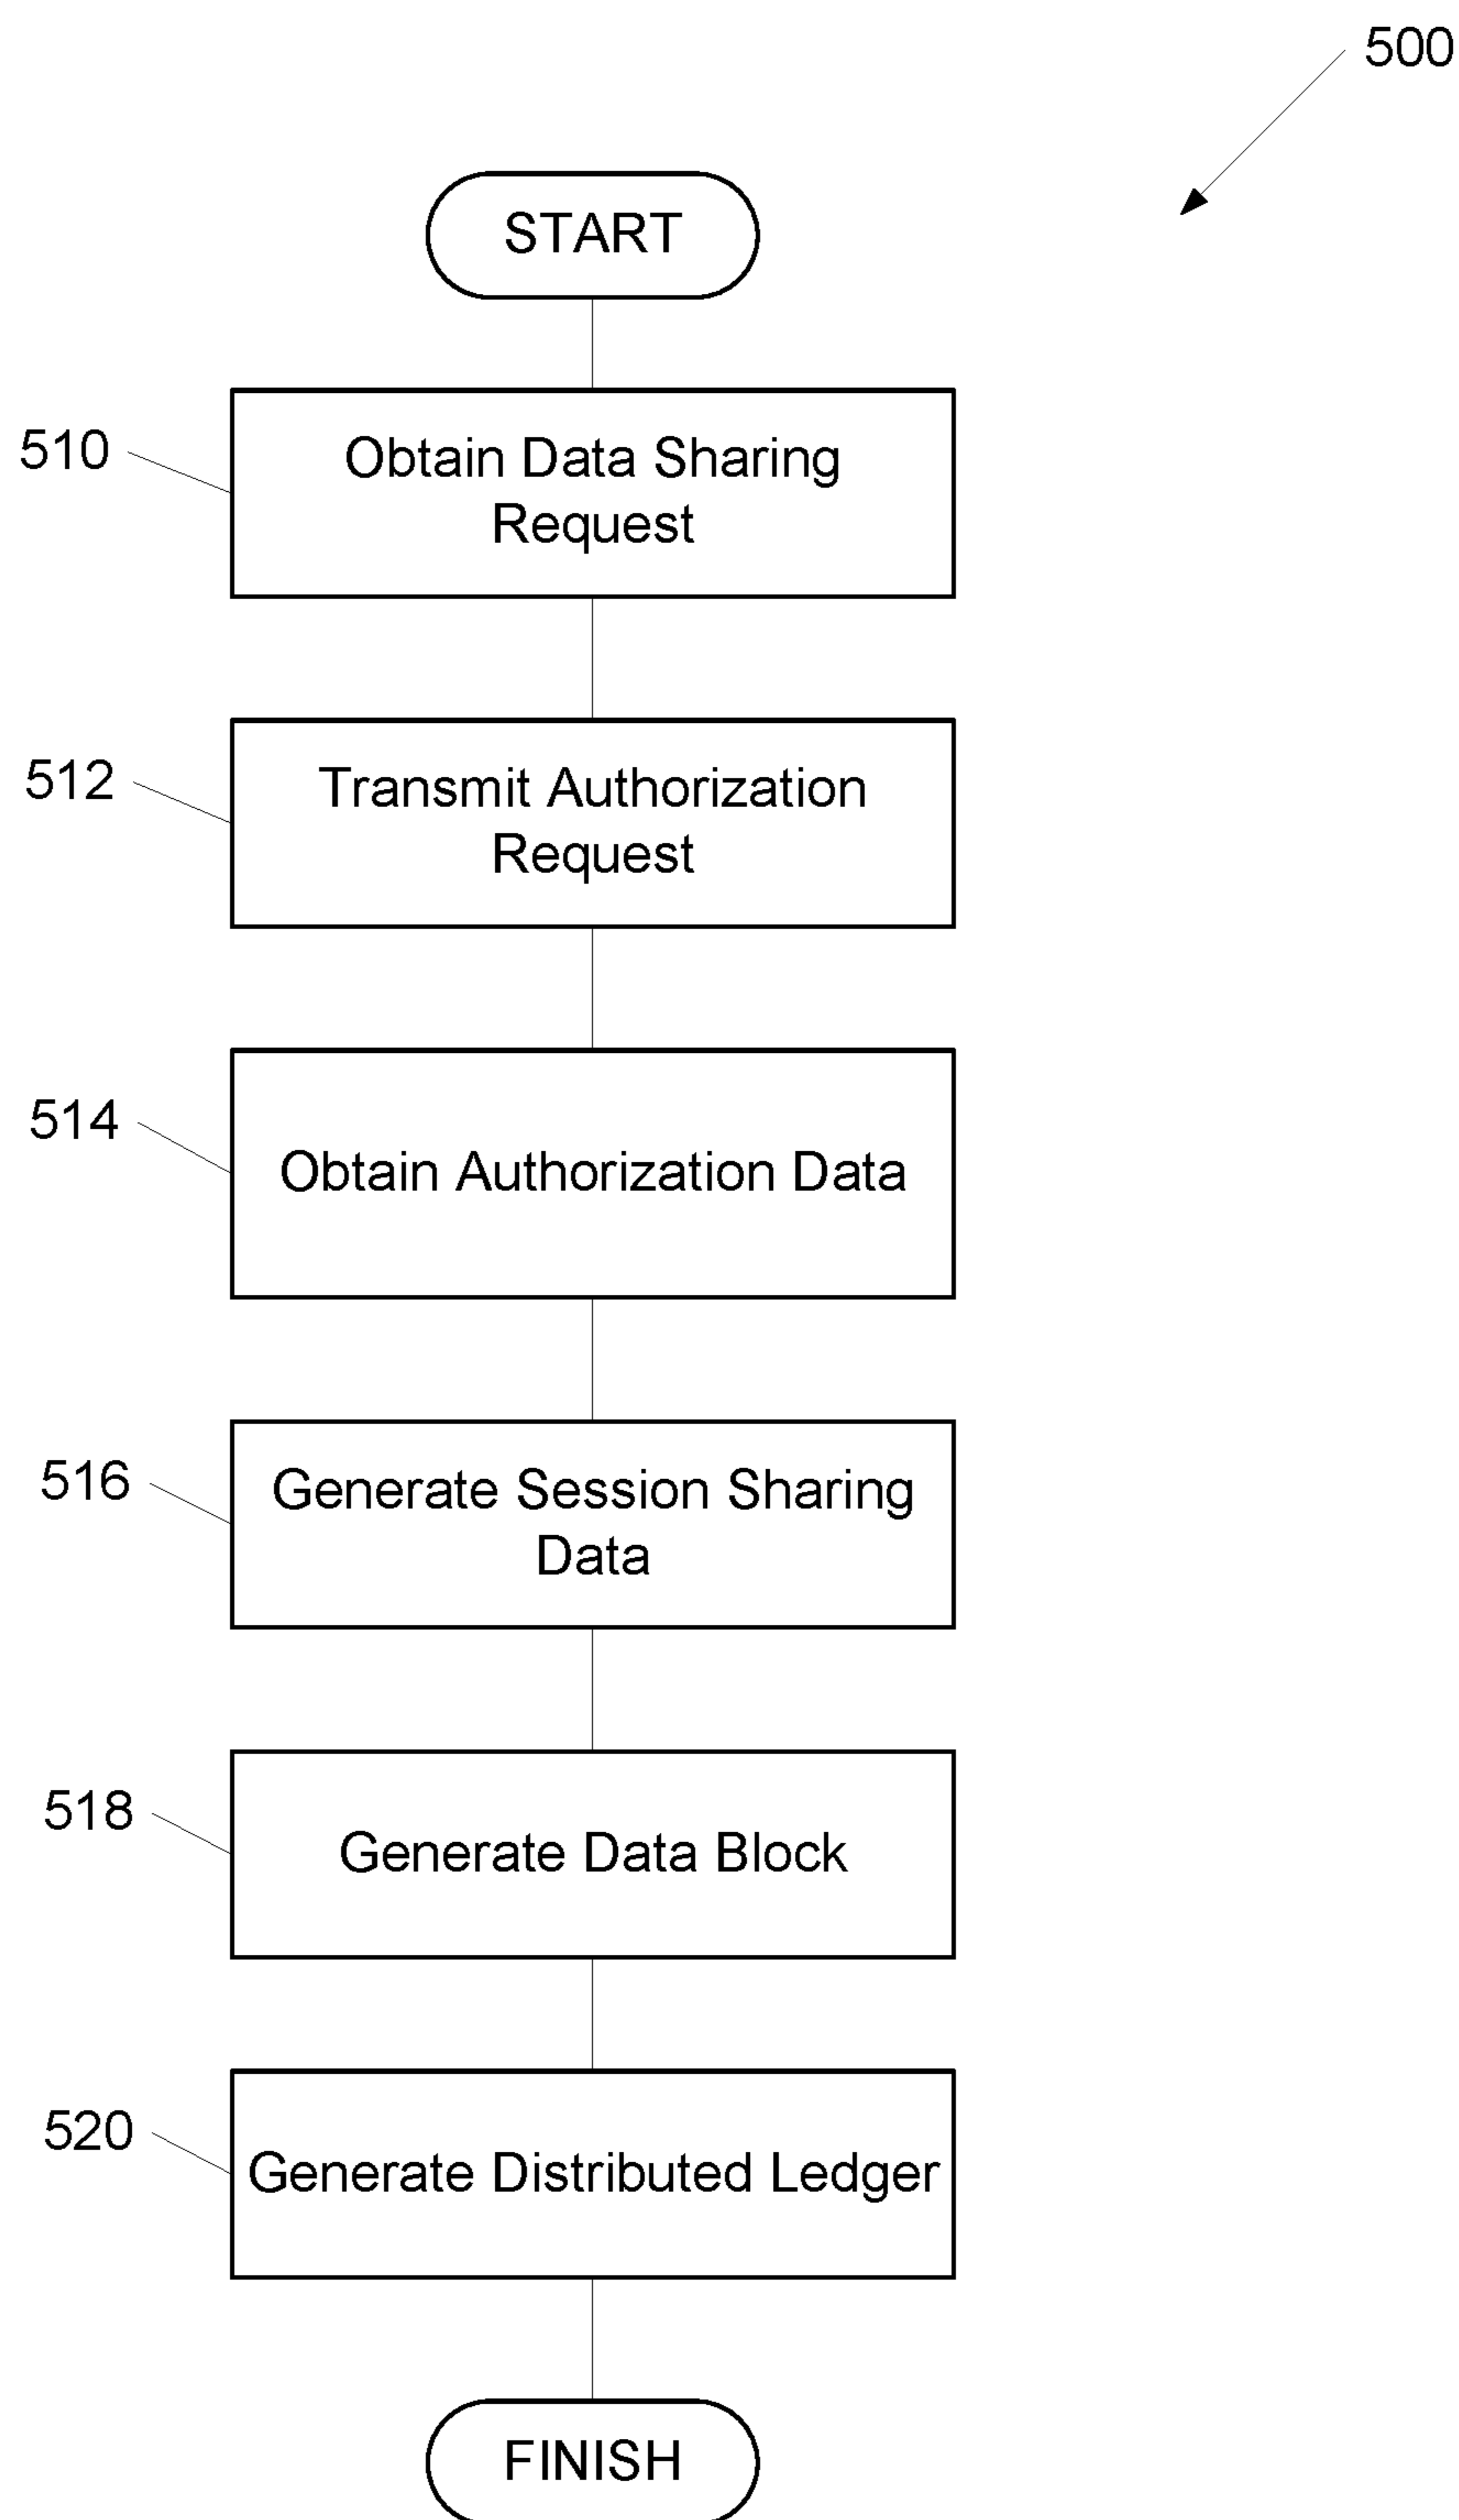 500
START
510
Obtain Data Sharing
Request
512
Transmit Authorization
Request
514
Obtain Authorization Data
516
Generate Session Sharing
Data
518
Generate Data Block
520
Generate Distributed Ledger
FINISH